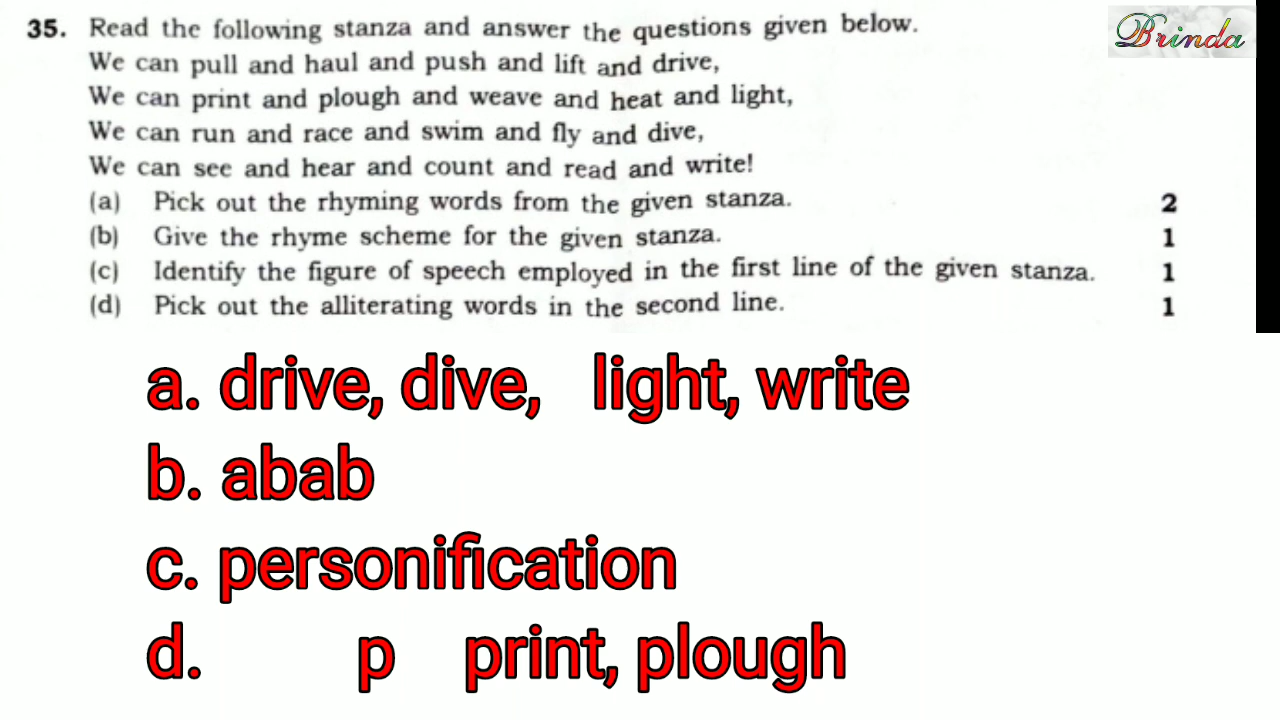 Brinda
35. Read the following stanza and answer the questions given below.
We can pull and haul and push and lift and drive,
We can print and plough and weave and heat and light,
We can run and race and swim and fly and dive,
We can see and hear and count and read and write!
(a) Pick out the rhyming words from the given stanza. 2
(b) Give the rhyme scheme for the given stanza. 1
(c) Identify the figure of speech employed in the first line of the given stanza. 1
(d) Pick out the alliterating words in the second line. 1
a. drive, dive, light, write
b. abab
c. personification
d. p print, plough